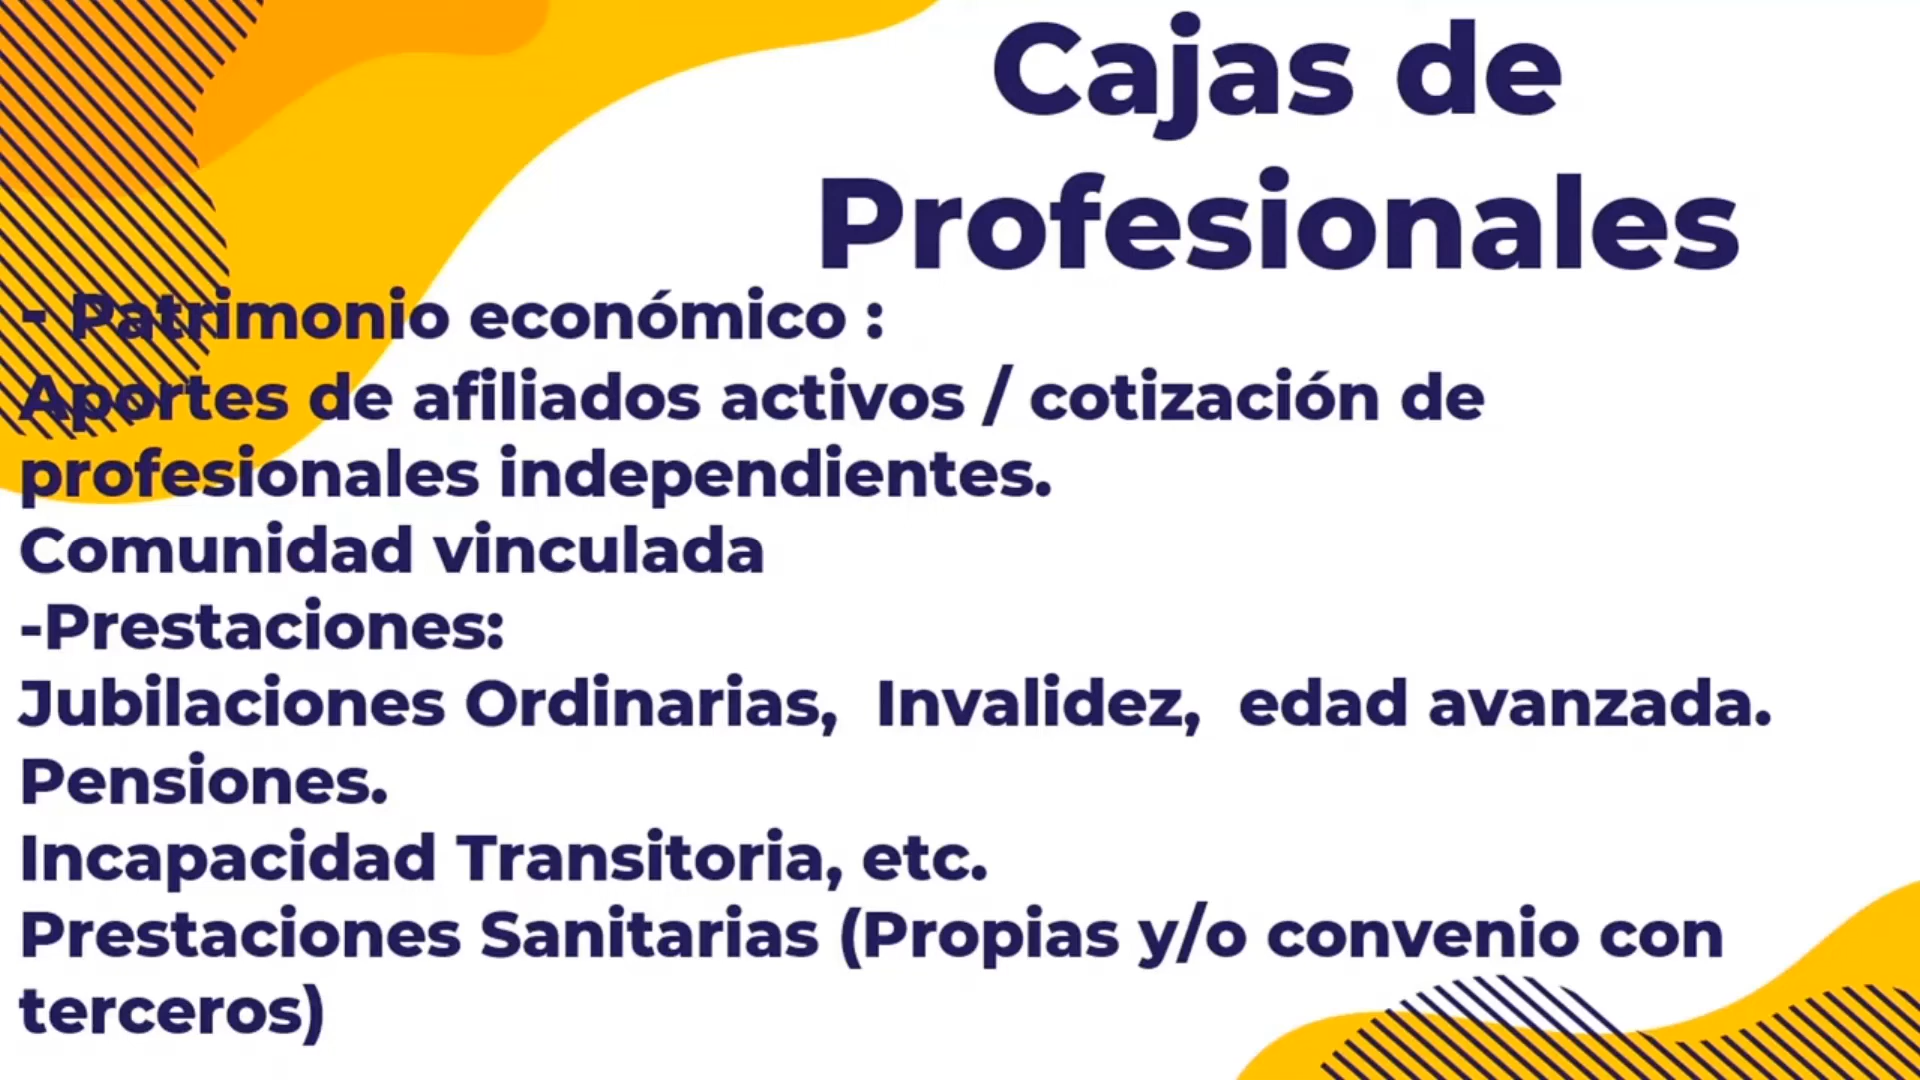 Cajas de
Profesionales
- Patrimonio económico :
Aportes de afiliados activos / cotización de
profesionales independientes.
Comunidad vinculada
-Prestaciones:
Jubilaciones Ordinarias,  Invalidez,  edad avanzada.
Pensiones.
Incapacidad Transitoria, etc.
Prestaciones Sanitarias (Propias y/o convenio con
terceros)